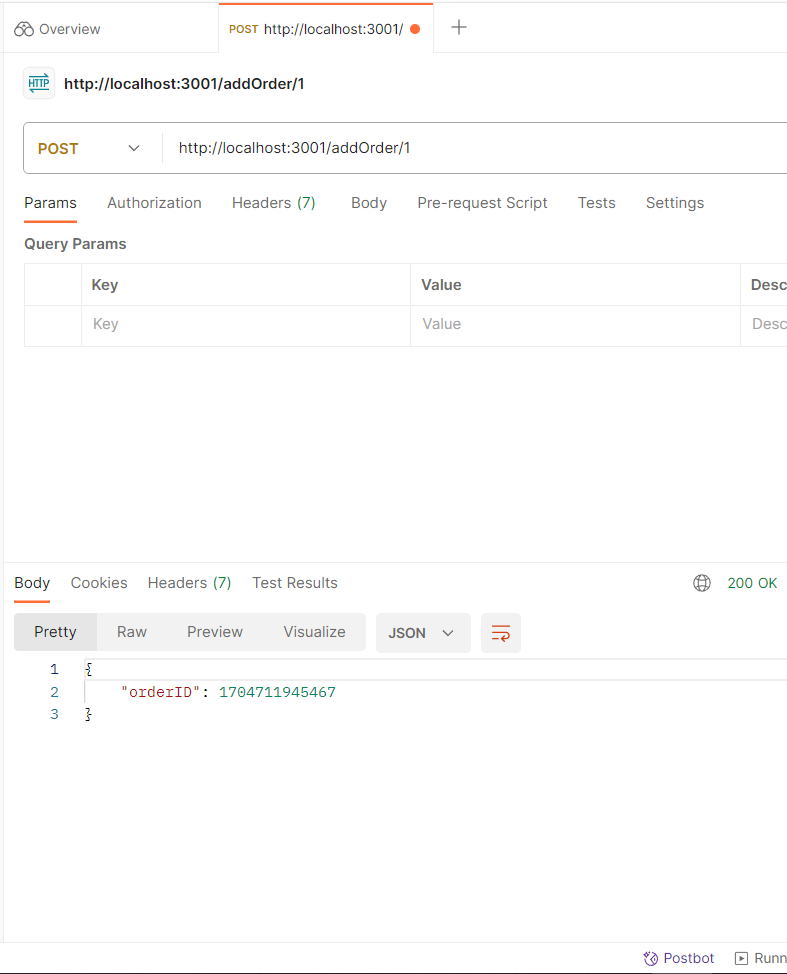 Overview POST http://localhost:3001/
HTTP http://localhost:3001/addOrder/1
POST http://localhost:3001/addOrder/1
Params Authorization Headers (7) Body Pre-request Script Tests Settings
Query Params
Key Value Desc
Key Value Desc
Body Cookies Headers (7) Test Results 200 OK
Pretty Raw Preview Visualize JSON
1 {
2 "orderID": 1704711945467
3 }
Postbot Runn